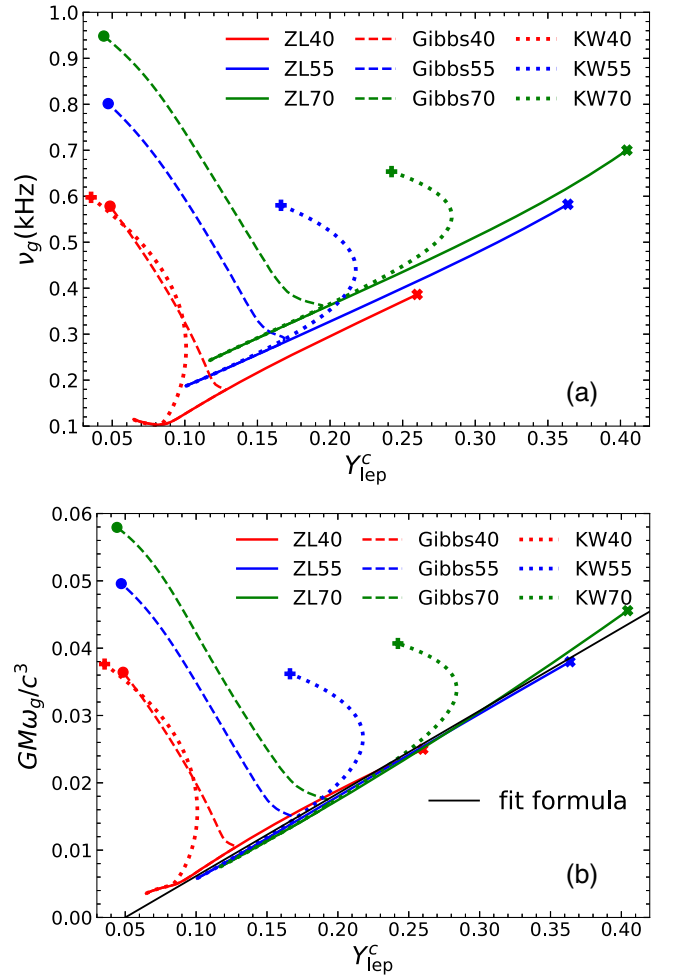 1.0
0.9
0.8
0.7
0.6
0.5
0.4
0.3
0.2
0.1
ν_g(kHz)
ZL40 Gibbs40 KW40
ZL55 Gibbs55 KW55
ZL70 Gibbs70 KW70
(a)
0.05 0.10 0.15 0.20 0.25 0.30 0.35 0.40
Y^c_lep
0.06
0.05
0.04
0.03
0.02
0.01
0.00
GMω_g/c^3
ZL40 Gibbs40 KW40
ZL55 Gibbs55 KW55
ZL70 Gibbs70 KW70
fit formula
(b)
0.05 0.10 0.15 0.20 0.25 0.30 0.35 0.40
Y^c_lep